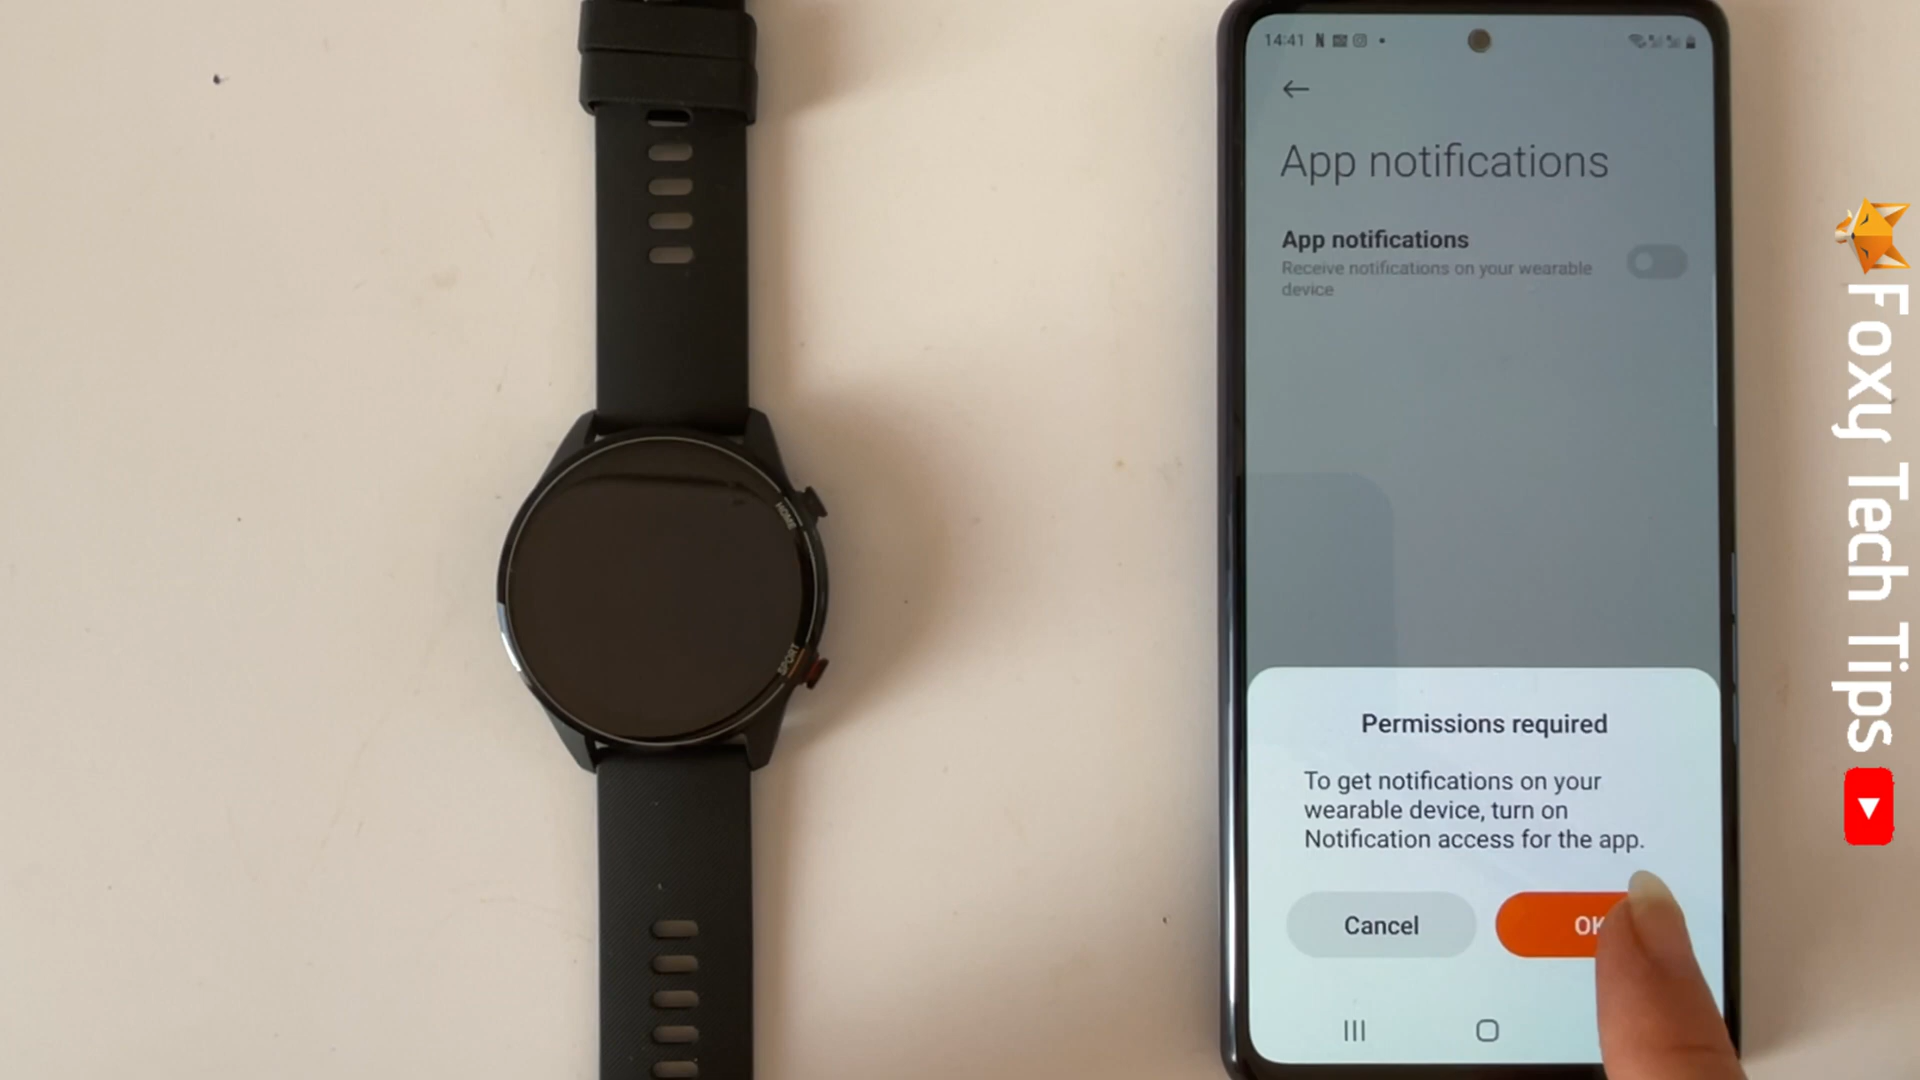 HOME
SPORT
14:41
App notifications
App notifications
Receive notifications on your wearable
device
Permissions required
To get notifications on your
wearable device, turn on
Notification access for the app.
Cancel
OK
Foxy Tech Tips